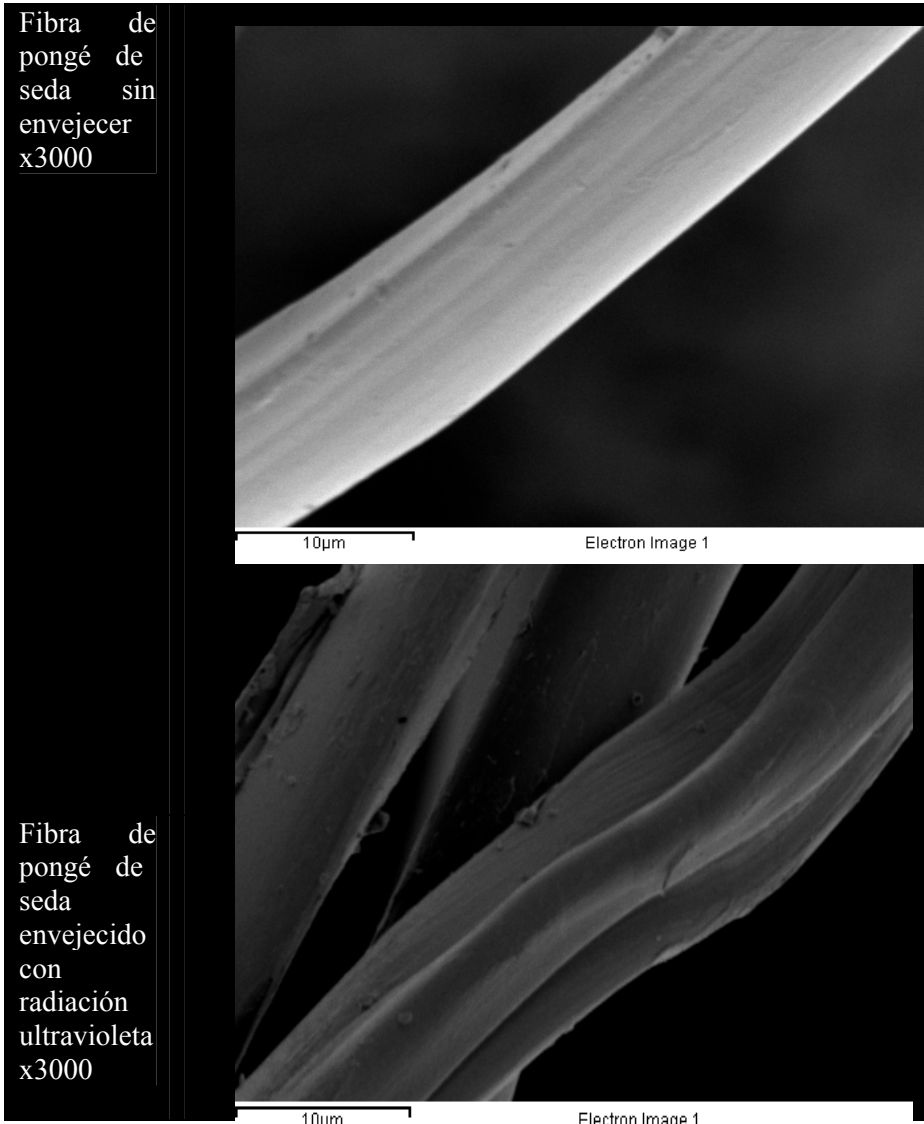 Fibra de
pongé de
seda sin
envejecer
x3000
10µm Electron Image 1
Fibra de
pongé de
seda
envejecido
con
radiación
ultravioleta
x3000
10µm Electron Image 1